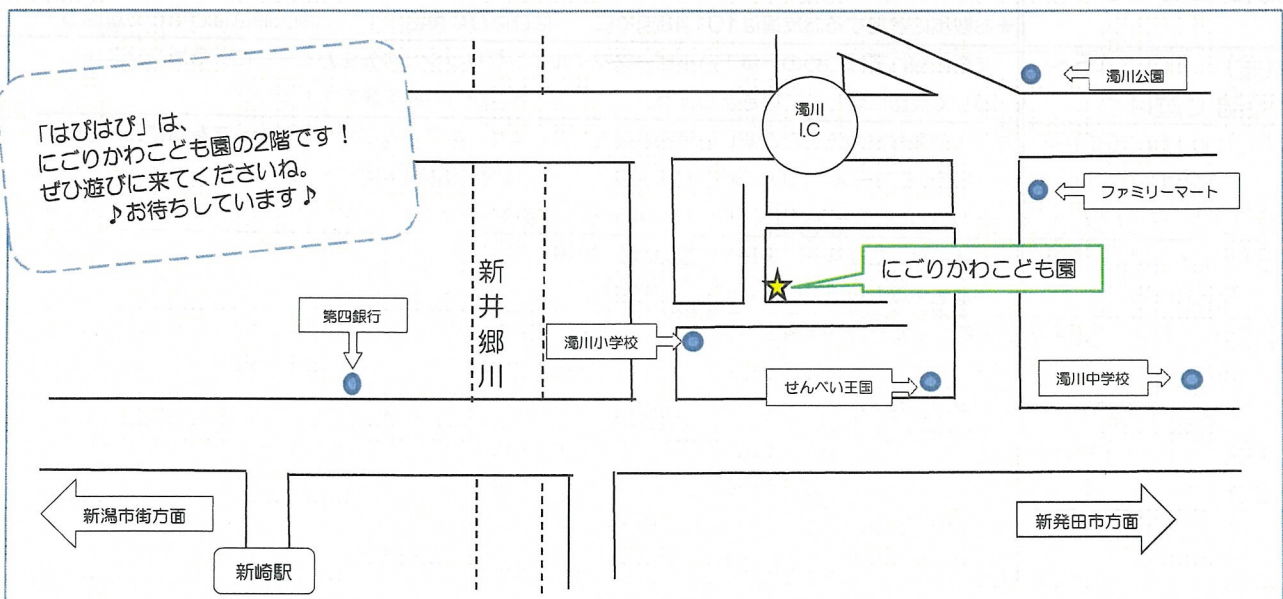 「はぴはぴ」は、
にごりかわこども園の2階です！
ぜひ遊びに来てくださいね。
♪お待ちしています♪
濁川
I.C
濁川公園
ファミリーマート
にごりかわこども園
新井郷川
第四銀行
濁川小学校
せんべい王国
濁川中学校
新潟市街方面
新発田市方面
新崎駅